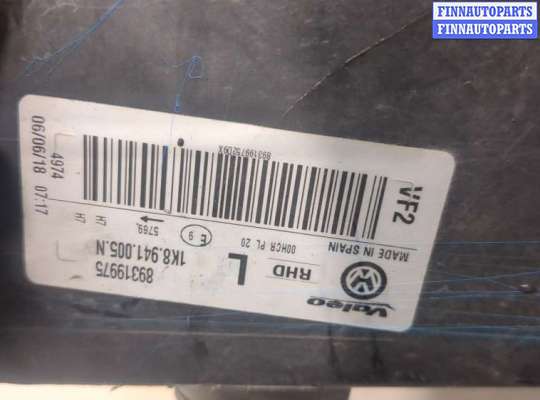 FINNAUTOPARTS
FINNAUTOPARTS
Valeo
RHD
L
89319975
1K8.941.005.N
MADE IN SPAIN
00HCR PL 20
E 9
5769
VF2
4974
06/06/18 07:17